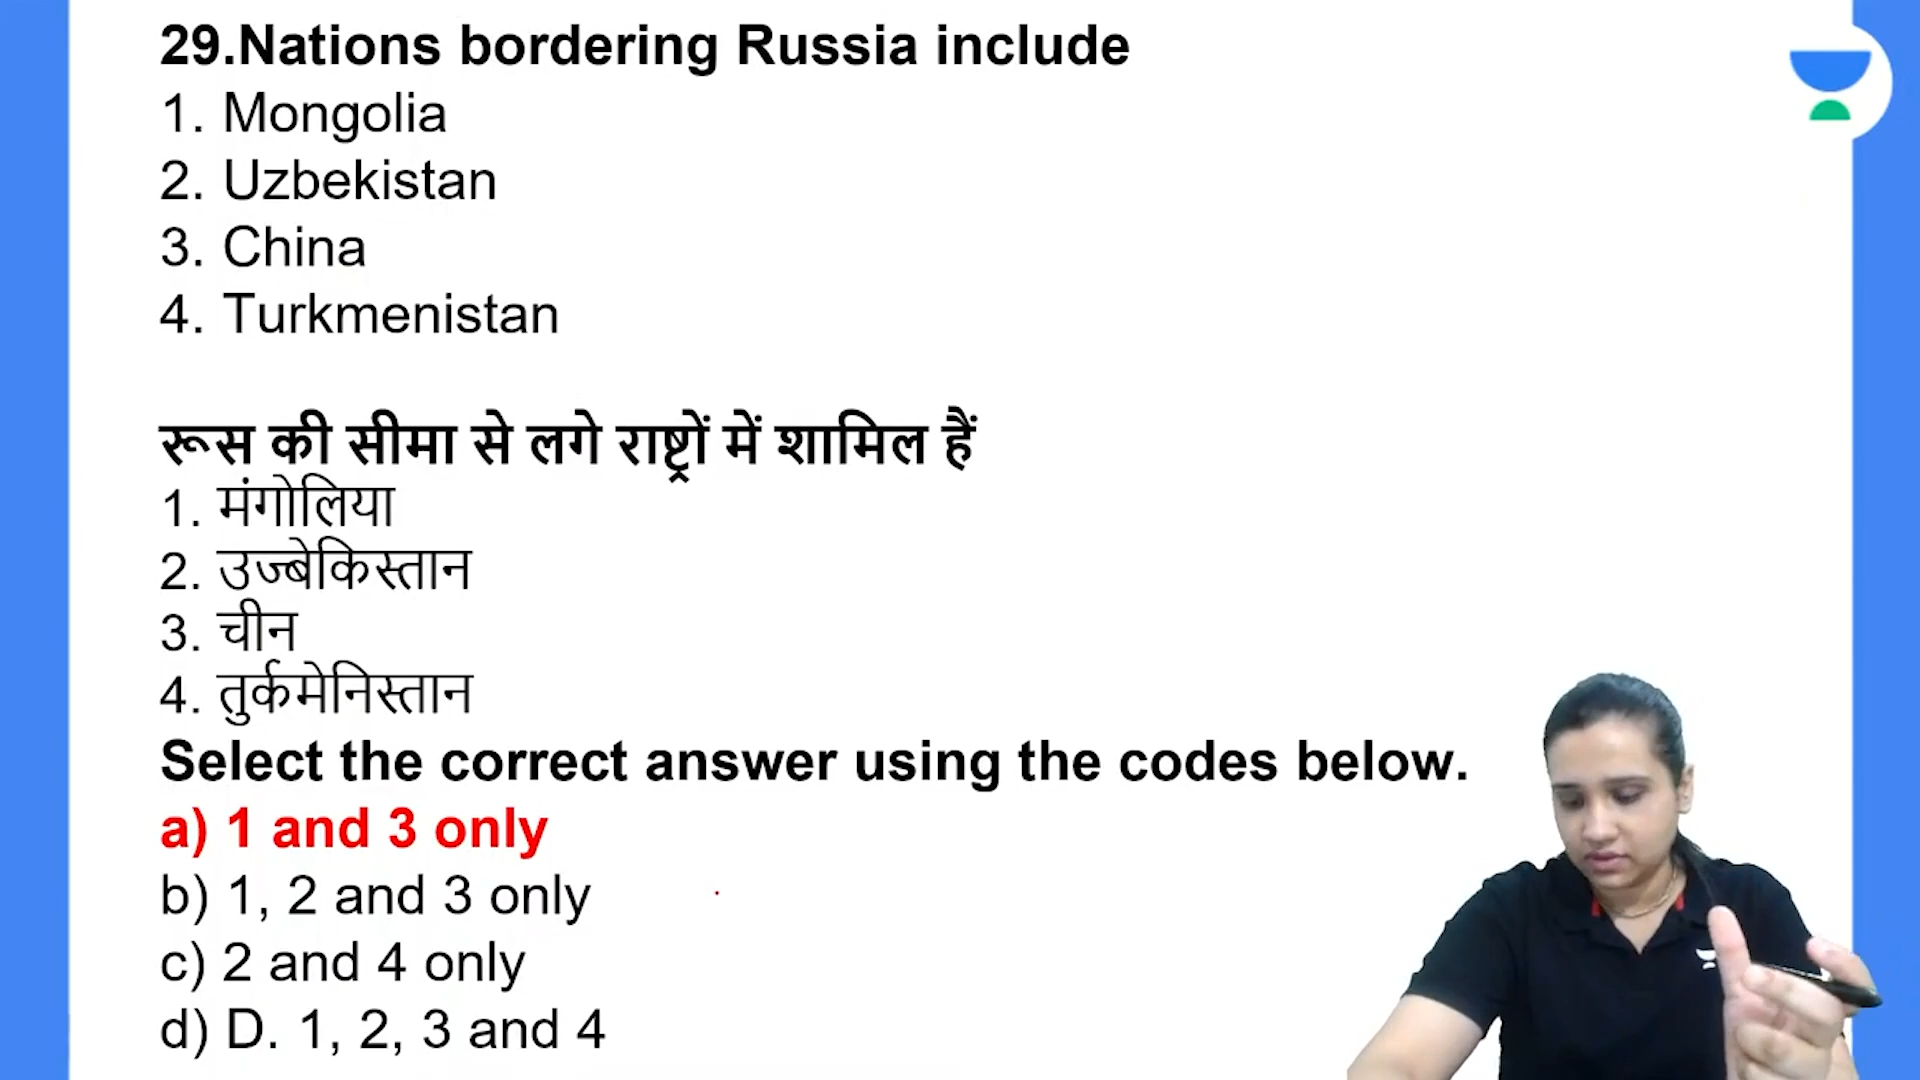 29.Nations bordering Russia include
1. Mongolia
2. Uzbekistan
3. China
4. Turkmenistan
रूस की सीमा से लगे राष्ट्रों में शामिल हैं
1. मंगोलिया
2. उज्बेकिस्तान
3. चीन
4. तुर्कमेनिस्तान
Select the correct answer using the codes below.
a) 1 and 3 only
b) 1, 2 and 3 only
c) 2 and 4 only
d) D. 1, 2, 3 and 4